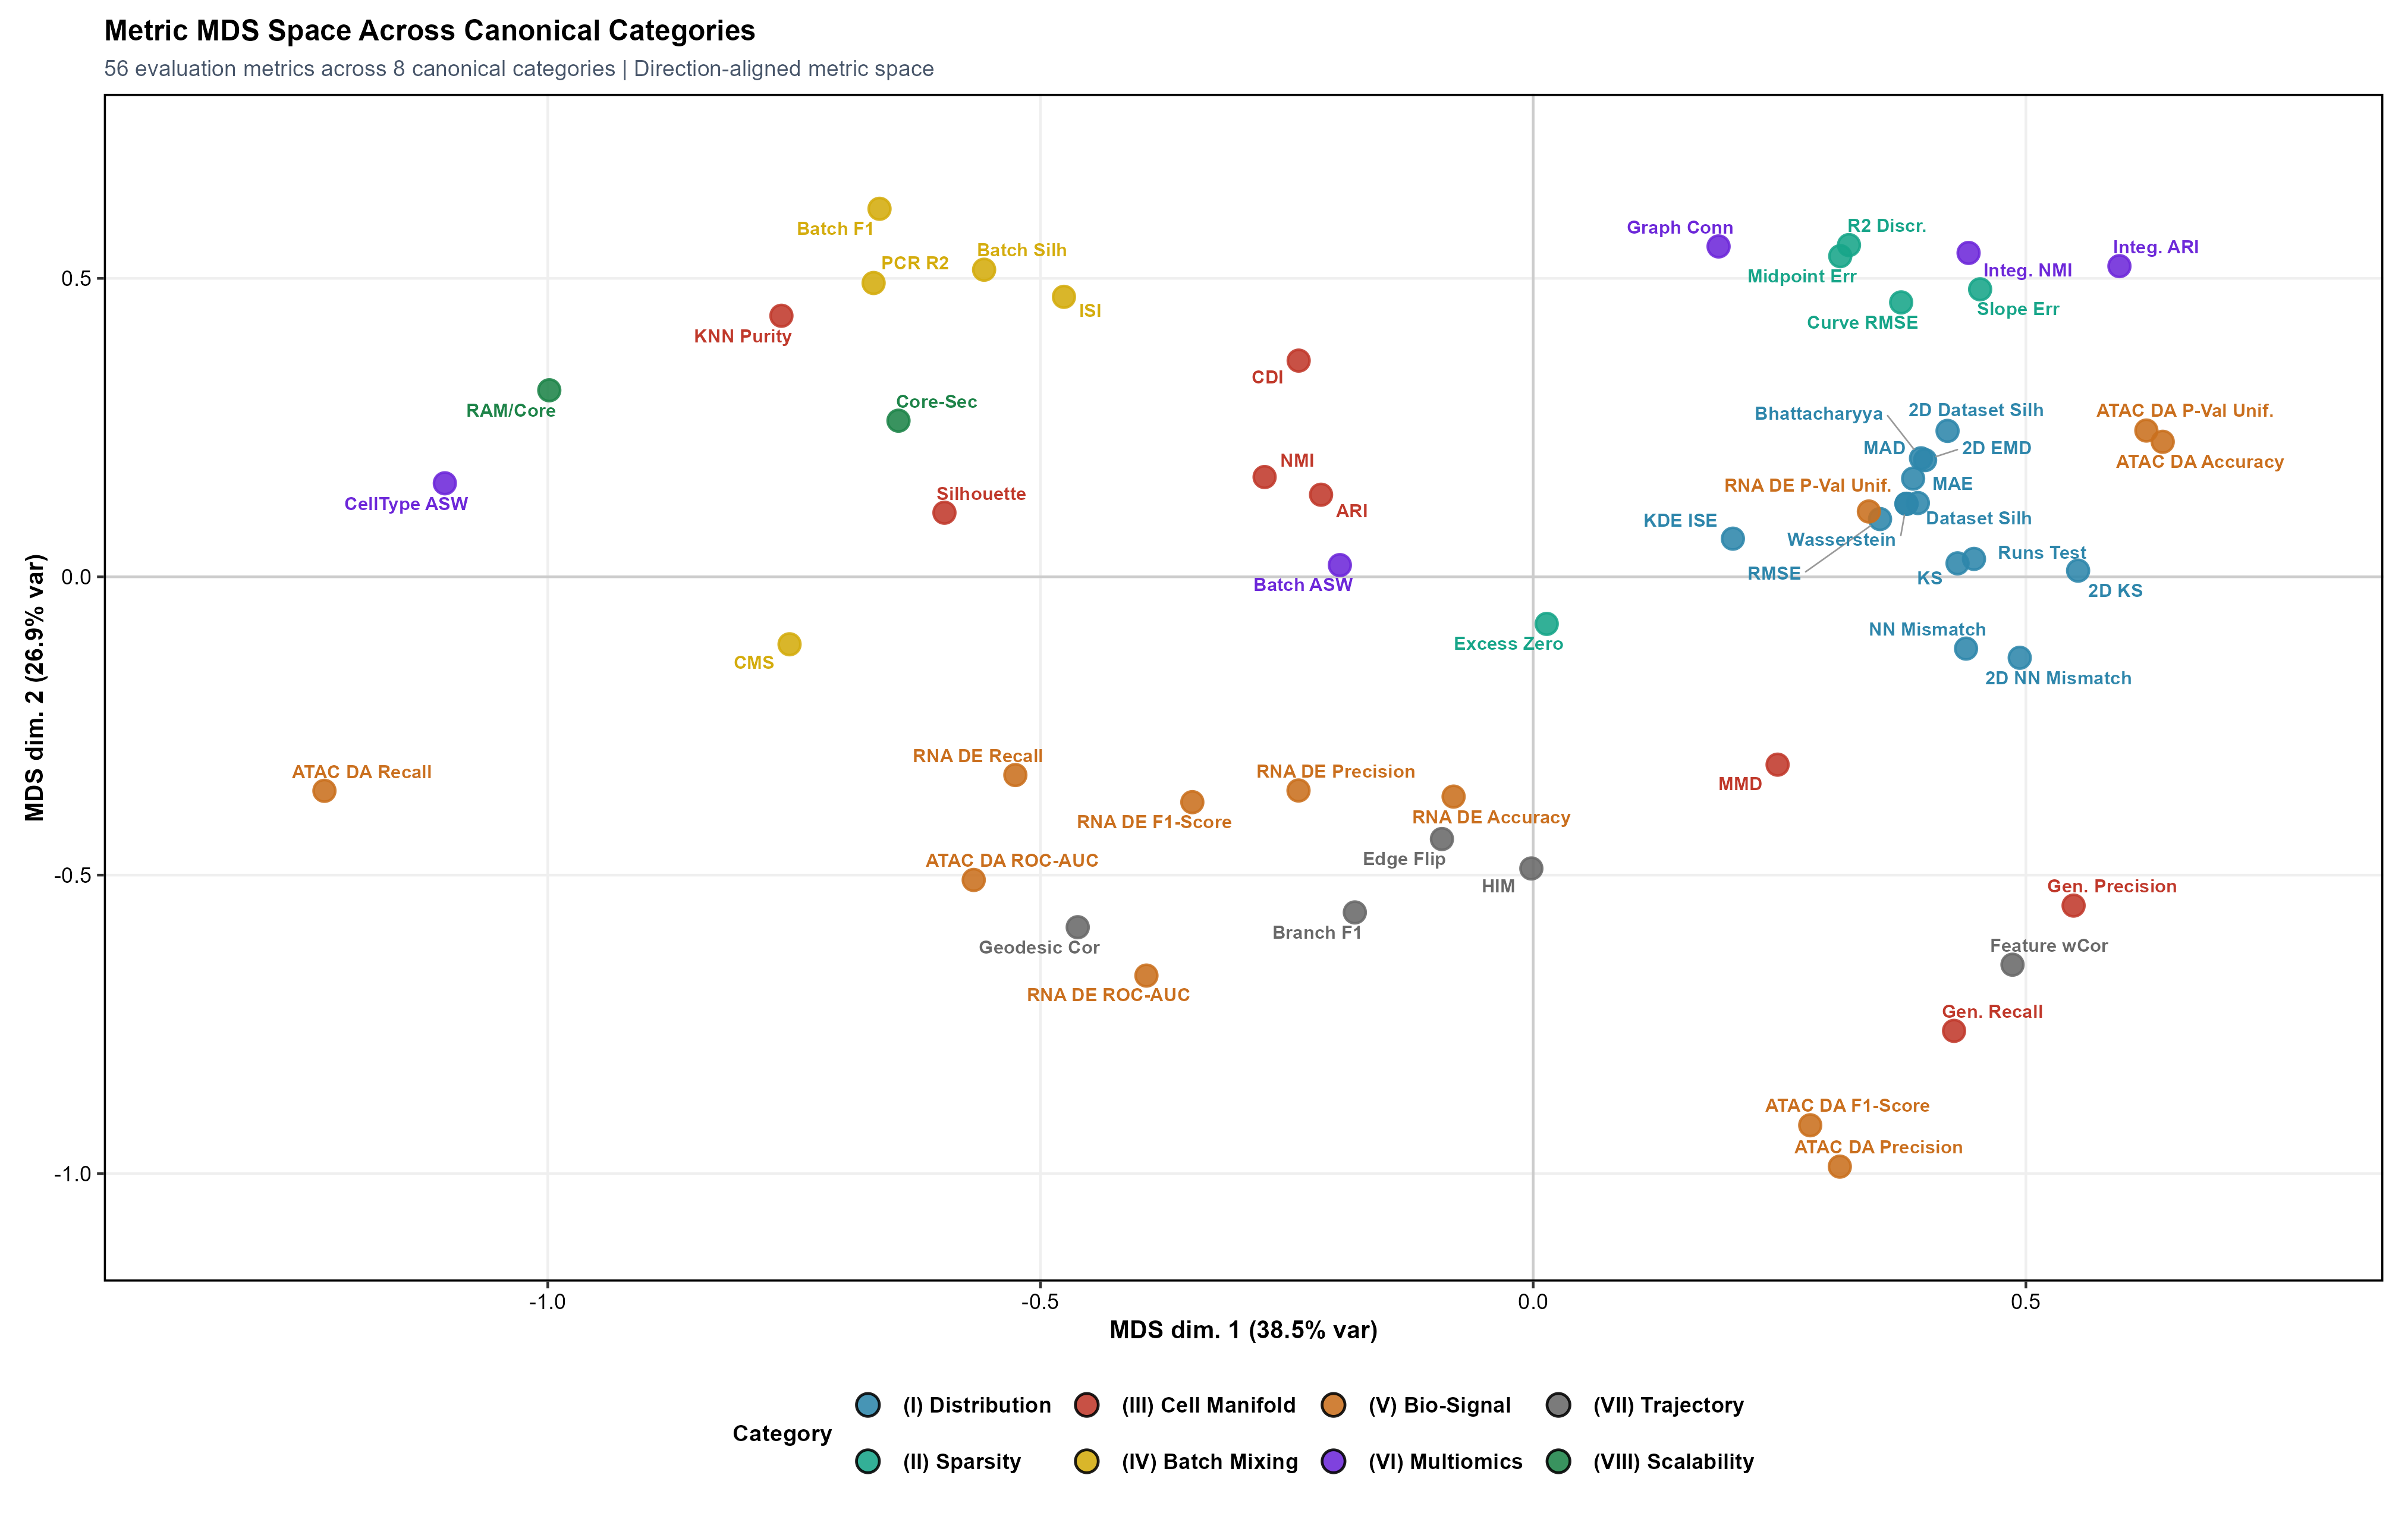 Metric MDS Space Across Canonical Categories
56 evaluation metrics across 8 canonical categories | Direction-aligned metric space
MDS dim. 2 (26.9% var)
0.5
0.0
-0.5
-1.0
Batch F1
PCR R2
Batch Silh
ISI
KNN Purity
CDI
RAM/Core
Core-Sec
CellType ASW
Silhouette
NMI
ARI
Batch ASW
CMS
Graph Conn
R2 Discr.
Midpoint Err
Integ. NMI
Integ. ARI
Slope Err
Curve RMSE
Bhattacharyya
2D Dataset Silh
MAD
2D EMD
ATAC DA P-Val Unif.
ATAC DA Accuracy
RNA DE P-Val Unif.
MAE
KDE ISE
Dataset Silh
Wasserstein
RMSE
Runs Test
KS
2D KS
Excess Zero
NN Mismatch
2D NN Mismatch
ATAC DA Recall
RNA DE Recall
RNA DE Precision
RNA DE F1-Score
RNA DE Accuracy
MMD
ATAC DA ROC-AUC
Edge Flip
HIM
Geodesic Cor
Branch F1
RNA DE ROC-AUC
Gen. Precision
Feature wCor
Gen. Recall
ATAC DA F1-Score
ATAC DA Precision
-1.0
-0.5
0.0
0.5
MDS dim. 1 (38.5% var)
Category
(I) Distribution
(III) Cell Manifold
(V) Bio-Signal
(VII) Trajectory
(II) Sparsity
(IV) Batch Mixing
(VI) Multiomics
(VIII) Scalability